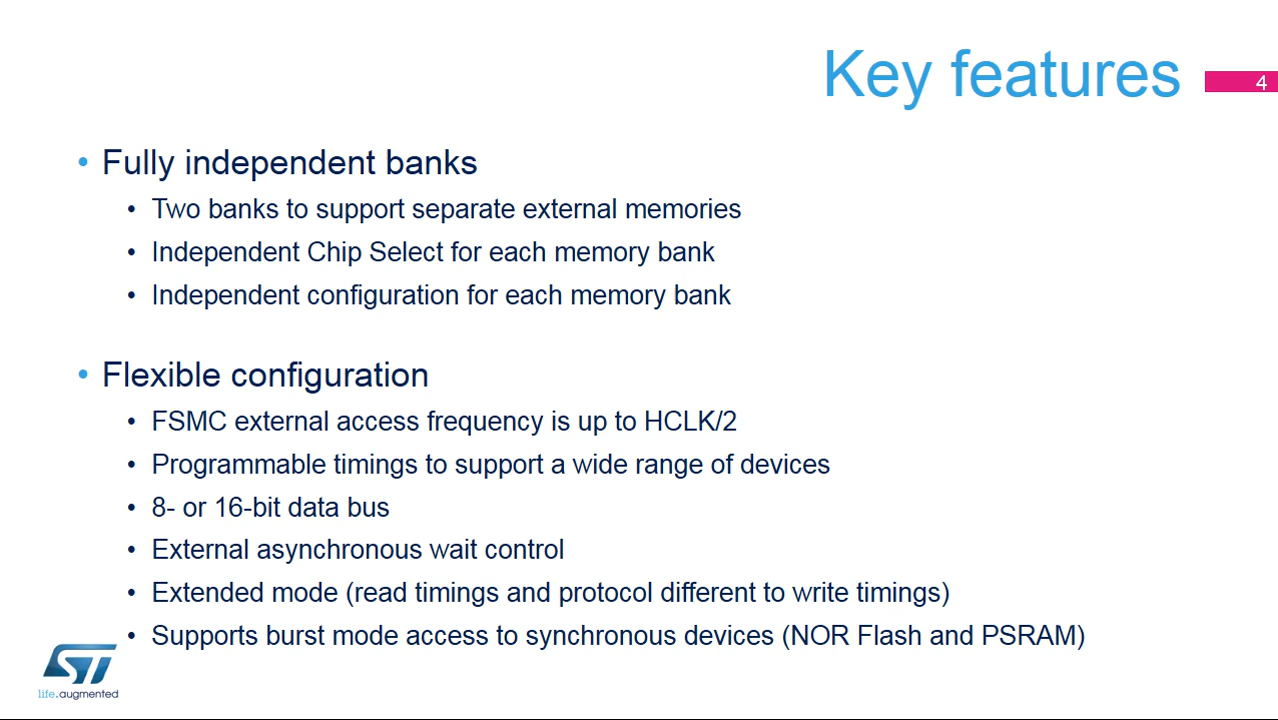 Key features
4
• Fully independent banks
• Two banks to support separate external memories
• Independent Chip Select for each memory bank
• Independent configuration for each memory bank
• Flexible configuration
• FSMC external access frequency is up to HCLK/2
• Programmable timings to support a wide range of devices
• 8- or 16-bit data bus
• External asynchronous wait control
• Extended mode (read timings and protocol different to write timings)
• Supports burst mode access to synchronous devices (NOR Flash and PSRAM)
ST
life.augmented